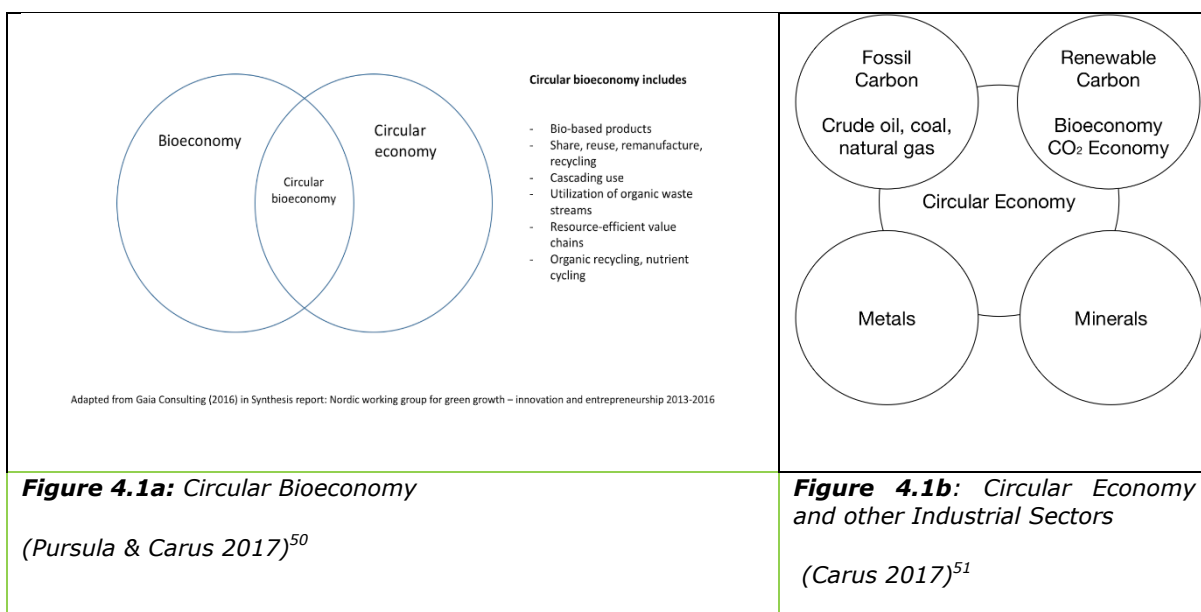 Bioeconomy
Circular
economy
Circular
bioeconomy
Circular bioeconomy includes
- Bio-based products
- Share, reuse, remanufacture,
recycling
- Cascading use
- Utilization of organic waste
streams
- Resource-efficient value
chains
- Organic recycling, nutrient
cycling
Adapted from Gaia Consulting (2016) in Synthesis report: Nordic working group for green growth – innovation and entrepreneurship 2013-2016
Fossil
Carbon
Crude oil, coal,
natural gas
Renewable
Carbon
Bioeconomy
CO₂ Economy
Circular Economy
Metals
Minerals
Figure 4.1a: Circular Bioeconomy
(Pursula & Carus 2017)⁵⁰
Figure 4.1b: Circular Economy
and other Industrial Sectors
(Carus 2017)⁵¹